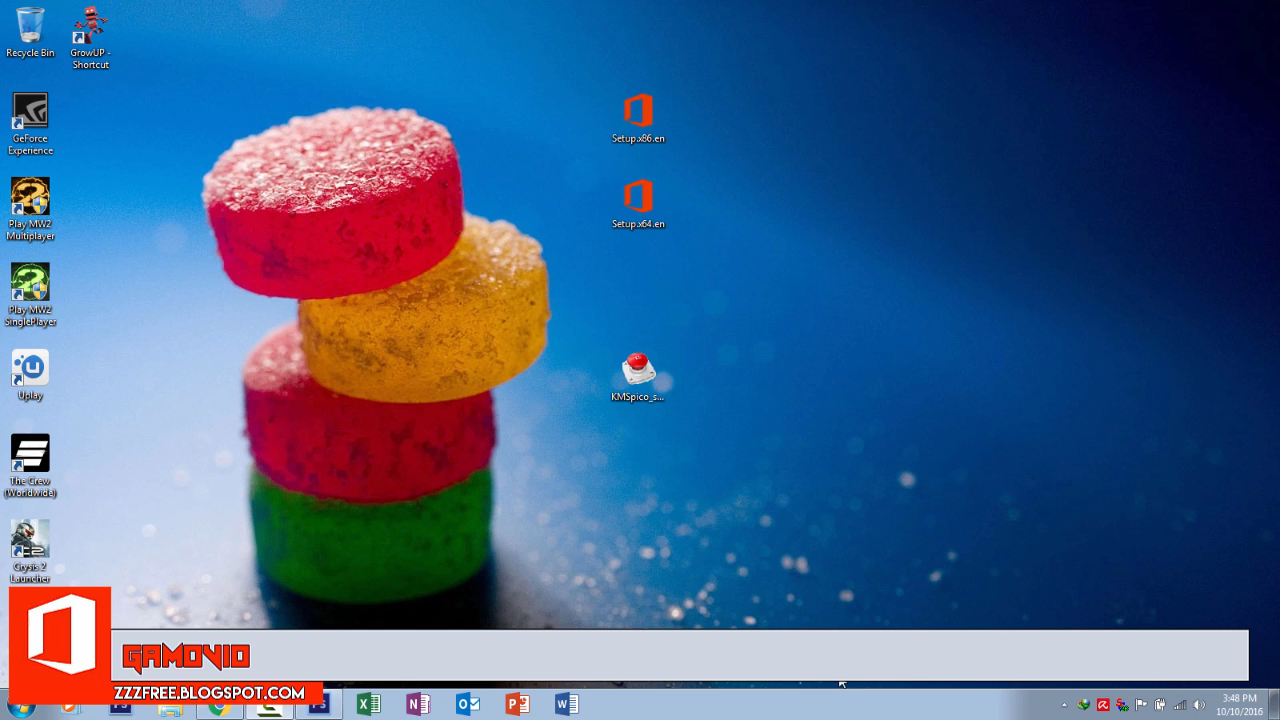 Recycle Bin
GrowUP -
Shortcut
GeForce
Experience
Play MW2
Multiplayer
Play MW2
SinglePlayer
Uplay
The Crew
(Worldwide)
Crysis 2
Launcher
Setup.x86.en
Setup.x64.en
KMSpico_s...
GAMOVIO
ZZZFREE.BLOGSPOT.COM
3:48 PM
10/10/2016